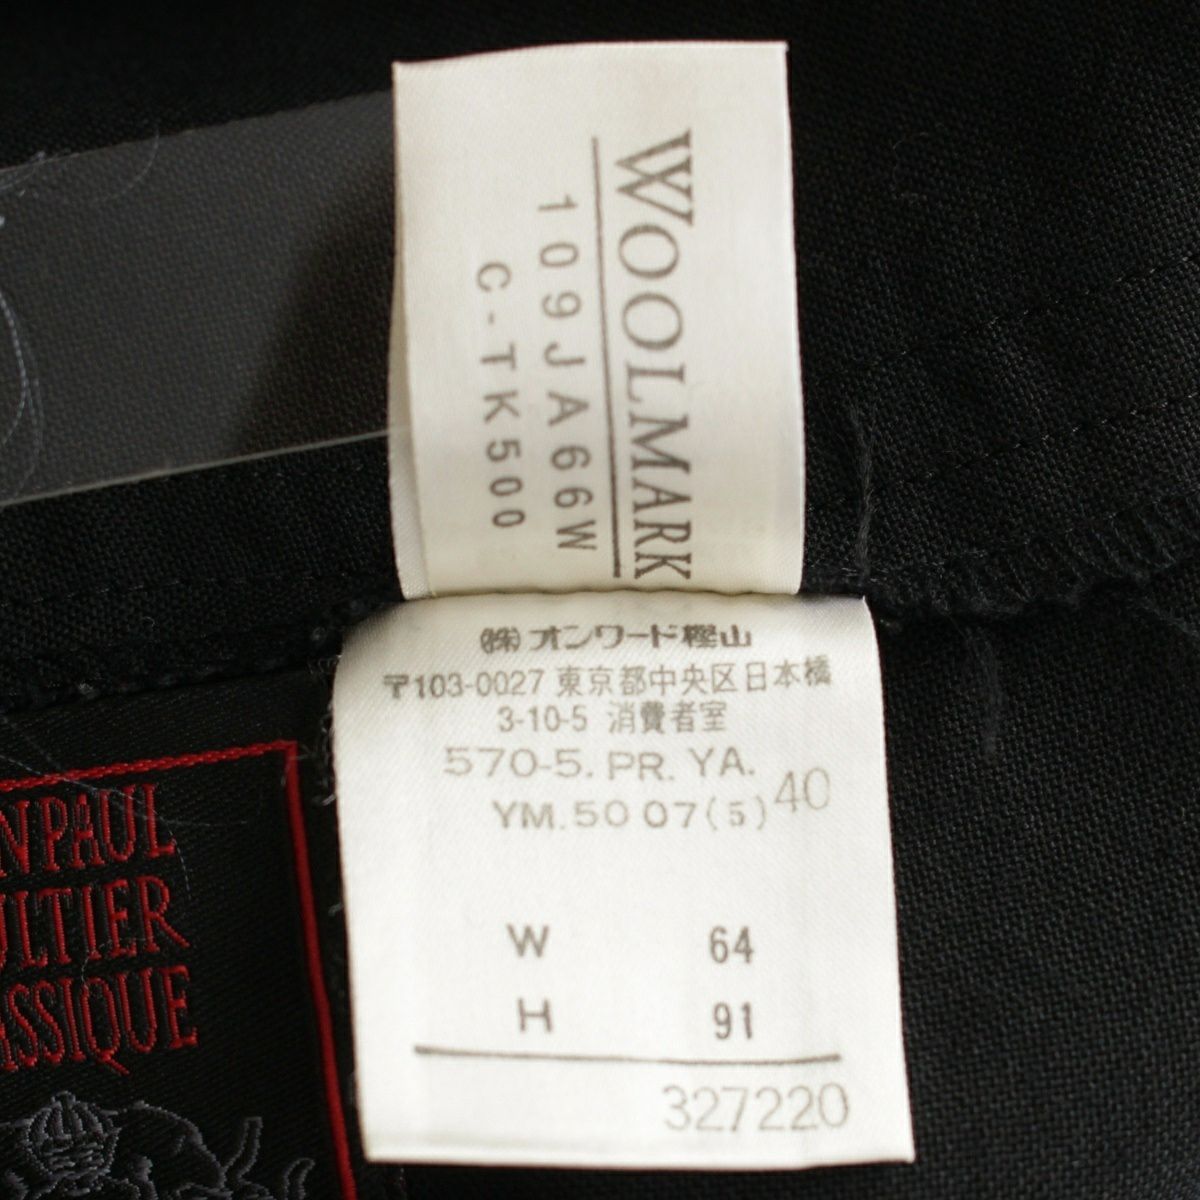 WOOLMARK
109JA66W
C-TK500
㈱オンワード樫山
〒103-0027 東京都中央区日本橋
3-10-5 消費者室
570-5. PR. YA.
YM. 50 07(5) 40
W 64
H 91
327220
NPAUL
ULTIER
ASSIQUE